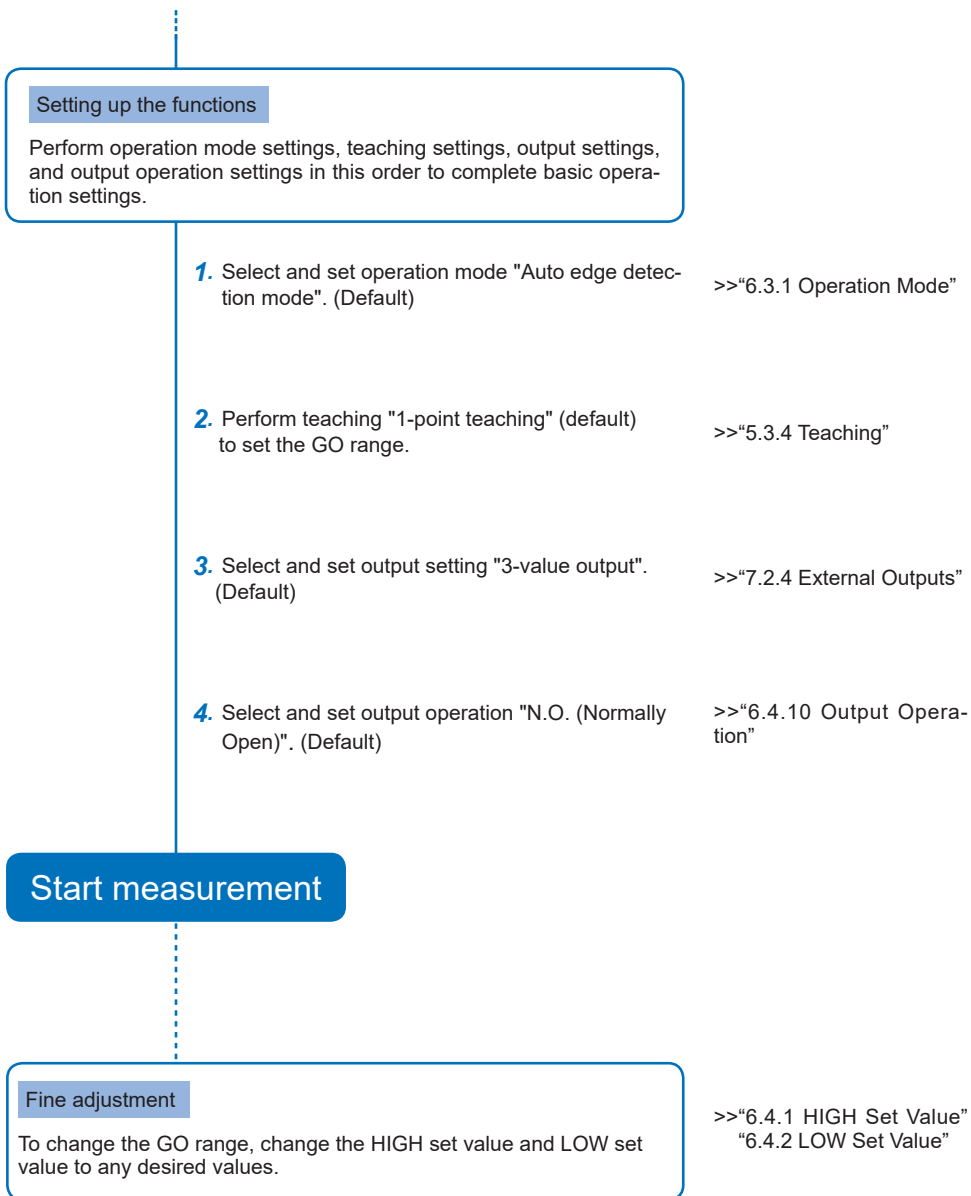 Setting up the functions
Perform operation mode settings, teaching settings, output settings,
and output operation settings in this order to complete basic opera-
tion settings.
1. Select and set operation mode "Auto edge detec-
tion mode". (Default)
>>“6.3.1 Operation Mode”
2. Perform teaching "1-point teaching" (default)
to set the GO range.
>>“5.3.4 Teaching”
3. Select and set output setting "3-value output".
(Default)
>>“7.2.4 External Outputs”
4. Select and set output operation "N.O. (Normally
Open)". (Default)
>>“6.4.10 Output Opera-
tion”
Start measurement
Fine adjustment
To change the GO range, change the HIGH set value and LOW set
value to any desired values.
>>“6.4.1 HIGH Set Value”
“6.4.2 LOW Set Value”